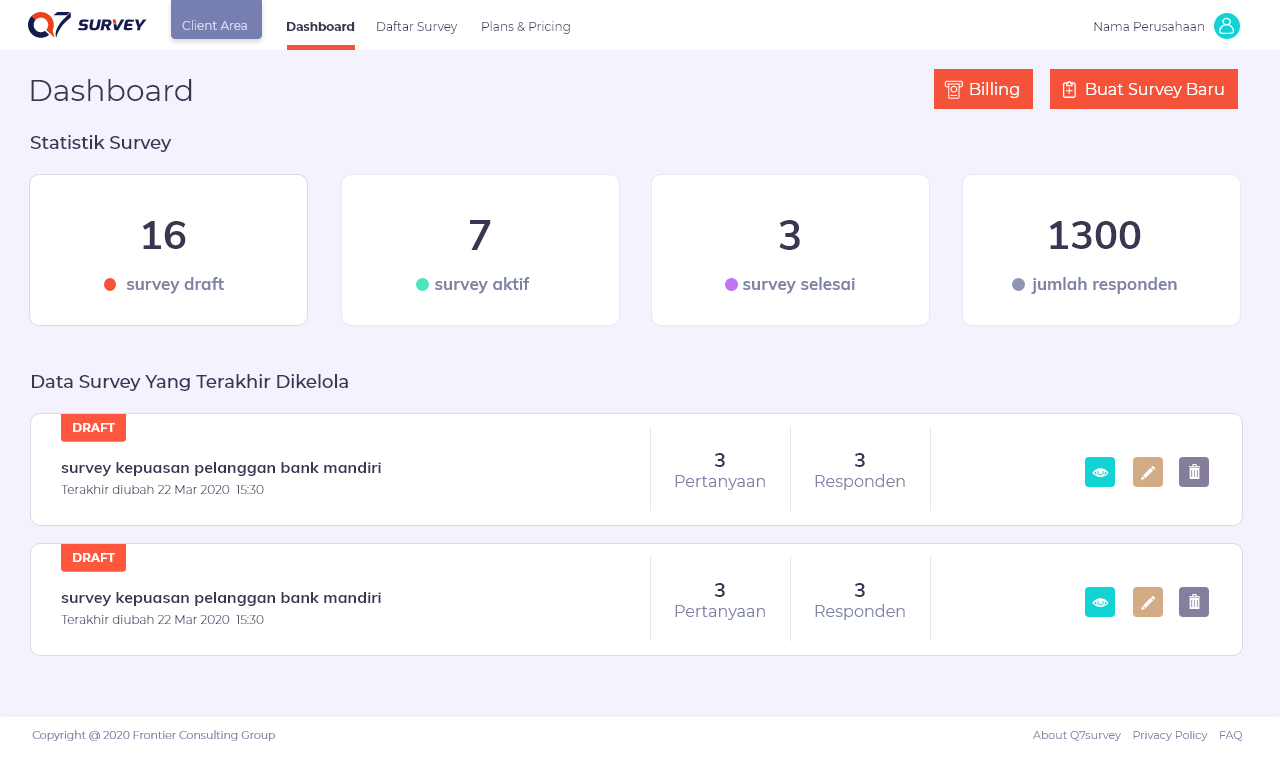 Q7 SURVEY
Client Area
Dashboard
Daftar Survey
Plans & Pricing
Nama Perusahaan
Dashboard
Billing
Buat Survey Baru
Statistik Survey
16
survey draft
7
survey aktif
3
survey selesai
1300
jumlah responden
Data Survey Yang Terakhir Dikelola
DRAFT
survey kepuasan pelanggan bank mandiri
Terakhir diubah 22 Mar 2020 15:30
3
Pertanyaan
3
Responden
DRAFT
survey kepuasan pelanggan bank mandiri
Terakhir diubah 22 Mar 2020 15:30
3
Pertanyaan
3
Responden
Copyright @ 2020 Frontier Consulting Group
About Q7survey
Privacy Policy
FAQ